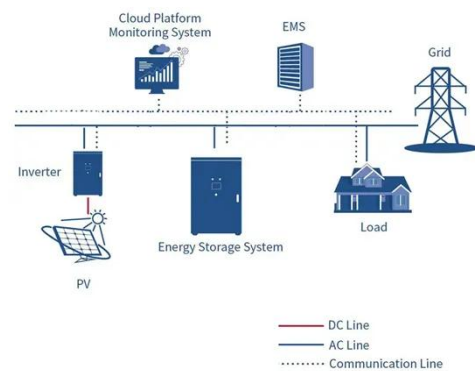 Cloud Platform
Monitoring System
EMS
Grid
Inverter
Energy Storage System
Load
PV
DC Line
AC Line
Communication Line